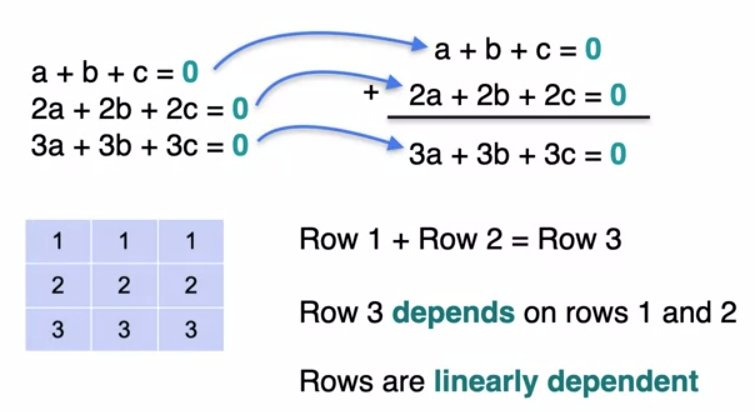 a + b + c = 0
2a + 2b + 2c = 0
3a + 3b + 3c = 0
a + b + c = 0
+ 2a + 2b + 2c = 0
3a + 3b + 3c = 0
1 1 1
2 2 2
3 3 3
Row 1 + Row 2 = Row 3
Row 3 depends on rows 1 and 2
Rows are linearly dependent